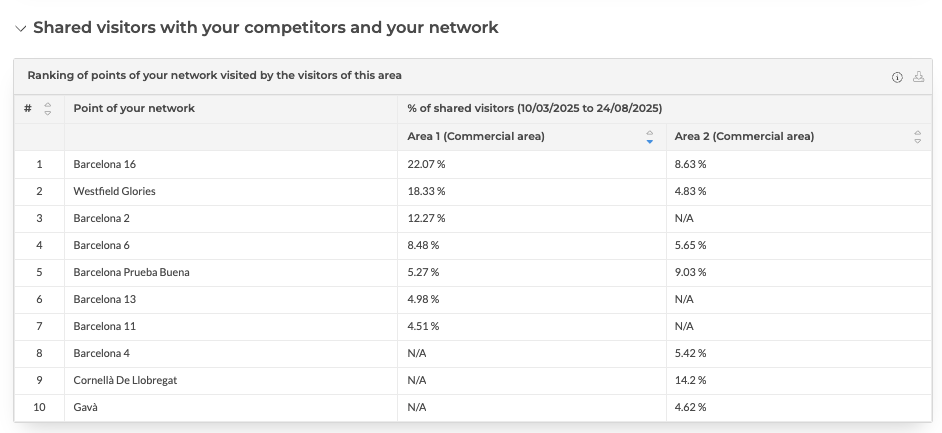 Shared visitors with your competitors and your network
Ranking of points of your network visited by the visitors of this area
# Point of your network % of shared visitors (10/03/2025 to 24/08/2025)
Area 1 (Commercial area) Area 2 (Commercial area)
1 Barcelona 16 22.07 % 8.63 %
2 Westfield Glories 18.33 % 4.83 %
3 Barcelona 2 12.27 % N/A
4 Barcelona 6 8.48 % 5.65 %
5 Barcelona Prueba Buena 5.27 % 9.03 %
6 Barcelona 13 4.98 % N/A
7 Barcelona 11 4.51 % N/A
8 Barcelona 4 N/A 5.42 %
9 Cornellà De Llobregat N/A 14.2 %
10 Gavà N/A 4.62 %